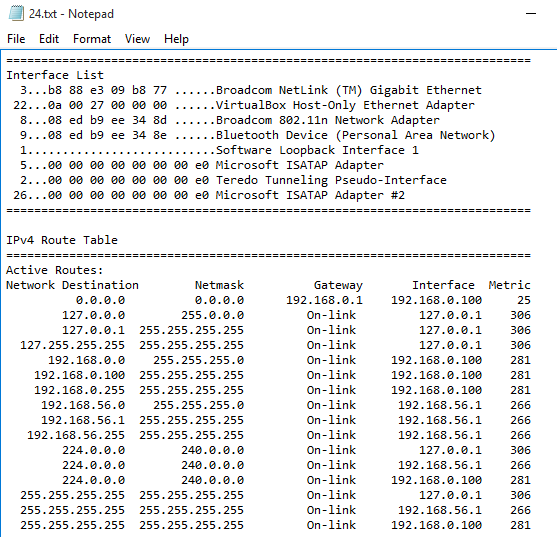 24.txt - Notepad
File Edit Format View Help
===========================================================================
Interface List
3...b8 88 e3 09 b8 77 ......Broadcom NetLink (TM) Gigabit Ethernet
22...0a 00 27 00 00 00 ......VirtualBox Host-Only Ethernet Adapter
8...08 ed b9 ee 34 8d ......Broadcom 802.11n Network Adapter
9...08 ed b9 ee 34 8e ......Bluetooth Device (Personal Area Network)
1...........................Software Loopback Interface 1
5...00 00 00 00 00 00 00 e0 Microsoft ISATAP Adapter
2...00 00 00 00 00 00 00 e0 Teredo Tunneling Pseudo-Interface
26...00 00 00 00 00 00 00 e0 Microsoft ISATAP Adapter #2
===========================================================================
IPv4 Route Table
===========================================================================
Active Routes:
Network Destination Netmask Gateway Interface Metric
0.0.0.0 0.0.0.0 192.168.0.1 192.168.0.100 25
127.0.0.0 255.0.0.0 On-link 127.0.0.1 306
127.0.0.1 255.255.255.255 On-link 127.0.0.1 306
127.255.255.255 255.255.255.255 On-link 127.0.0.1 306
192.168.0.0 255.255.255.0 On-link 192.168.0.100 281
192.168.0.100 255.255.255.255 On-link 192.168.0.100 281
192.168.0.255 255.255.255.255 On-link 192.168.0.100 281
192.168.56.0 255.255.255.0 On-link 192.168.56.1 266
192.168.56.1 255.255.255.255 On-link 192.168.56.1 266
192.168.56.255 255.255.255.255 On-link 192.168.56.1 266
224.0.0.0 240.0.0.0 On-link 127.0.0.1 306
224.0.0.0 240.0.0.0 On-link 192.168.56.1 266
224.0.0.0 240.0.0.0 On-link 192.168.0.100 281
255.255.255.255 255.255.255.255 On-link 127.0.0.1 306
255.255.255.255 255.255.255.255 On-link 192.168.56.1 266
255.255.255.255 255.255.255.255 On-link 192.168.0.100 281